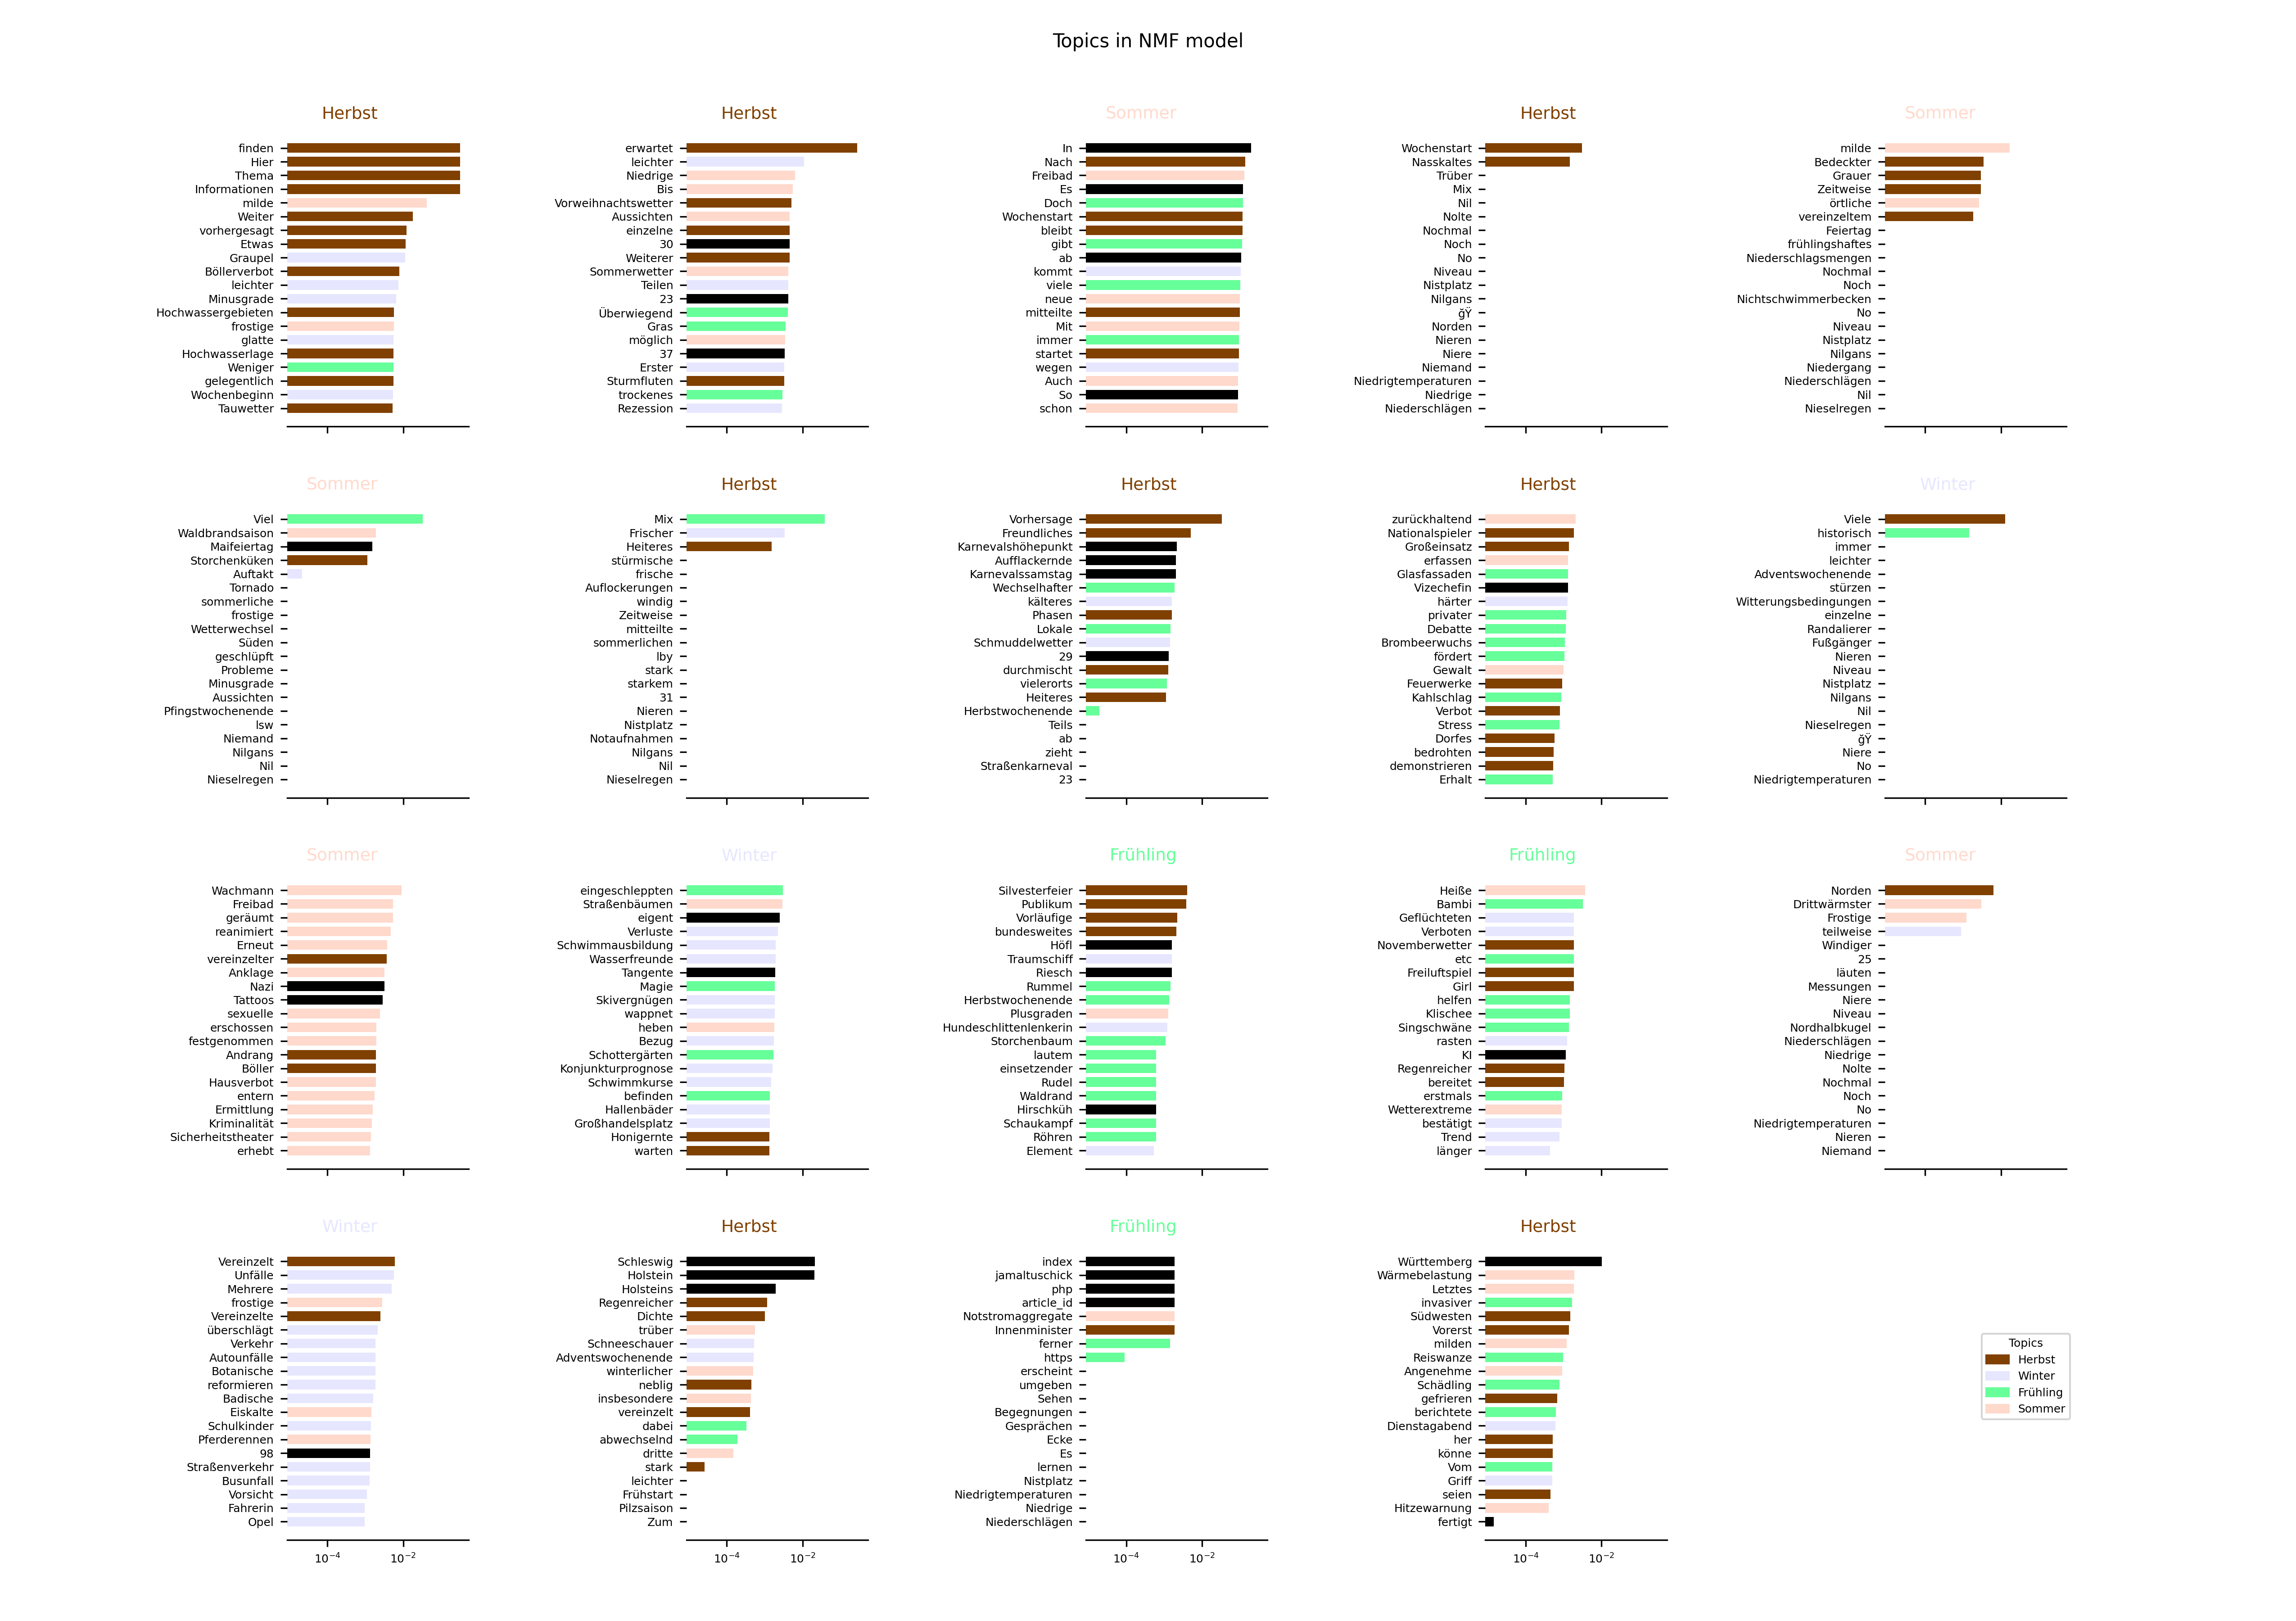 Topics in NMF model
Herbst
finden
Hier
Thema
Informationen
milde
Weiter
vorhergesagt
Etwas
Graupel
Böllerverbot
leichter
Minusgrade
Hochwassergebieten
frostige
glatte
Hochwasserlage
Weniger
gelegentlich
Wochenbeginn
Tauwetter
Herbst
erwartet
leichter
Niedrige
Bis
Vorweihnachtswetter
Aussichten
einzelne
30
Weiterer
Sommerwetter
Teilen
23
Überwiegend
Gras
möglich
37
Erster
Sturmfluten
trockenes
Rezession
Sommer
In
Nach
Freibad
Es
Doch
Wochenstart
bleibt
gibt
ab
kommt
viele
neue
mitteilte
Mit
immer
startet
wegen
Auch
So
schon
Herbst
Wochenstart
Nasskaltes
Trüber
Mix
Nil
Nolte
Nochmal
Noch
No
Niveau
Nistplatz
Nilgans
ğŸ
Norden
Nieren
Niere
Niemand
Niedrigtemperaturen
Niedrige
Niederschlägen
Sommer
milde
Bedeckter
Grauer
Zeitweise
örtliche
vereinzeltem
Feiertag
frühlingshaftes
Niederschlagsmengen
Nochmal
Noch
Nichtschwimmerbecken
No
Niveau
Nistplatz
Nilgans
Niedergang
Niederschlägen
Nil
Nieselregen
Sommer
Viel
Waldbrandsaison
Maifeiertag
Storchenküken
Auftakt
Tornado
sommerliche
frostige
Wetterwechsel
Süden
geschlüpft
Probleme
Minusgrade
Aussichten
Pfingstwochenende
lsw
Niemand
Nilgans
Nil
Nieselregen
Herbst
Mix
Frischer
Heiteres
stürmische
frische
Auflockerungen
windig
Zeitweise
mitteilte
sommerlichen
lby
stark
starkem
31
Nieren
Nistplatz
Notaufnahmen
Nilgans
Nil
Nieselregen
Herbst
Vorhersage
Freundliches
Karnevalshöhepunkt
Aufflackernde
Karnevalssamstag
Wechselhafter
kälteres
Phasen
Lokale
Schmuddelwetter
29
durchmischt
vielerorts
Heiteres
Herbstwochenende
Teils
ab
zieht
Straßenkarneval
23
Herbst
zurückhaltend
Nationalspieler
Großeinsatz
erfassen
Glasfassaden
Vizechefin
härter
privater
Debatte
Brombeerwuchs
fördert
Gewalt
Feuerwerke
Kahlschlag
Verbot
Stress
Dorfes
bedrohten
demonstrieren
Erhalt
Winter
Viele
historisch
immer
leichter
Adventswochenende
stürzen
Witterungsbedingungen
einzelne
Randalierer
Fußgänger
Nieren
Niveau
Nistplatz
Nilgans
Nil
Nieselregen
ğŸ
Niere
No
Niedrigtemperaturen
Sommer
Wachmann
Freibad
geräumt
reanimiert
Erneut
vereinzelter
Anklage
Nazi
Tattoos
sexuelle
erschossen
festgenommen
Andrang
Böller
Hausverbot
entern
Ermittlung
Kriminalität
Sicherheitstheater
erhebt
Winter
eingeschleppten
Straßenbäumen
eigent
Verluste
Schwimmausbildung
Wasserfreunde
Tangente
Magie
Skivergnügen
wappnet
heben
Bezug
Schottergärten
Konjunkturprognose
Schwimmkurse
befinden
Hallenbäder
Großhandelsplatz
Honigernte
warten
Frühling
Silvesterfeier
Publikum
Vorläufige
bundesweites
Höfl
Traumschiff
Riesch
Rummel
Herbstwochenende
Plusgraden
Hundeschlittenlenkerin
Storchenbaum
lautem
einsetzender
Rudel
Waldrand
Hirschküh
Schaukampf
Röhren
Element
Frühling
Heiße
Bambi
Geflüchteten
Verboten
Novemberwetter
etc
Freiluftspiel
Girl
helfen
Klischee
Singschwäne
rasten
KI
Regenreicher
bereitet
erstmals
Wetterextreme
bestätigt
Trend
länger
Sommer
Norden
Drittwärmster
Frostige
teilweise
Windiger
25
läuten
Messungen
Niere
Niveau
Nordhalbkugel
Niederschlägen
Niedrige
Nolte
Nochmal
Noch
No
Niedrigtemperaturen
Nieren
Niemand
Winter
Vereinzelt
Unfälle
Mehrere
frostige
Vereinzelte
überschlägt
Verkehr
Autounfälle
Botanische
reformieren
Badische
Eiskalte
Schulkinder
Pferderennen
98
Straßenverkehr
Busunfall
Vorsicht
Fahrerin
Opel
10⁻⁴ 10⁻²
Herbst
Schleswig
Holstein
Holsteins
Regenreicher
Dichte
trüber
Schneeschauer
Adventswochenende
winterlicher
neblig
insbesondere
vereinzelt
dabei
abwechselnd
dritte
stark
leichter
Frühstart
Pilzsaison
Zum
10⁻⁴ 10⁻²
Frühling
index
jamaltuschick
php
article_id
Notstromaggregate
Innenminister
ferner
https
erscheint
umgeben
Sehen
Begegnungen
Gesprächen
Ecke
Es
lernen
Nistplatz
Niedrigtemperaturen
Niedrige
Niederschlägen
10⁻⁴ 10⁻²
Herbst
Württemberg
Wärmebelastung
Letztes
invasiver
Südwesten
Vorerst
milden
Reiswanze
Angenehme
Schädling
gefrieren
berichtete
Dienstagabend
her
könne
Vom
Griff
seien
Hitzewarnung
fertigt
10⁻⁴ 10⁻²
Topics
Herbst
Winter
Frühling
Sommer